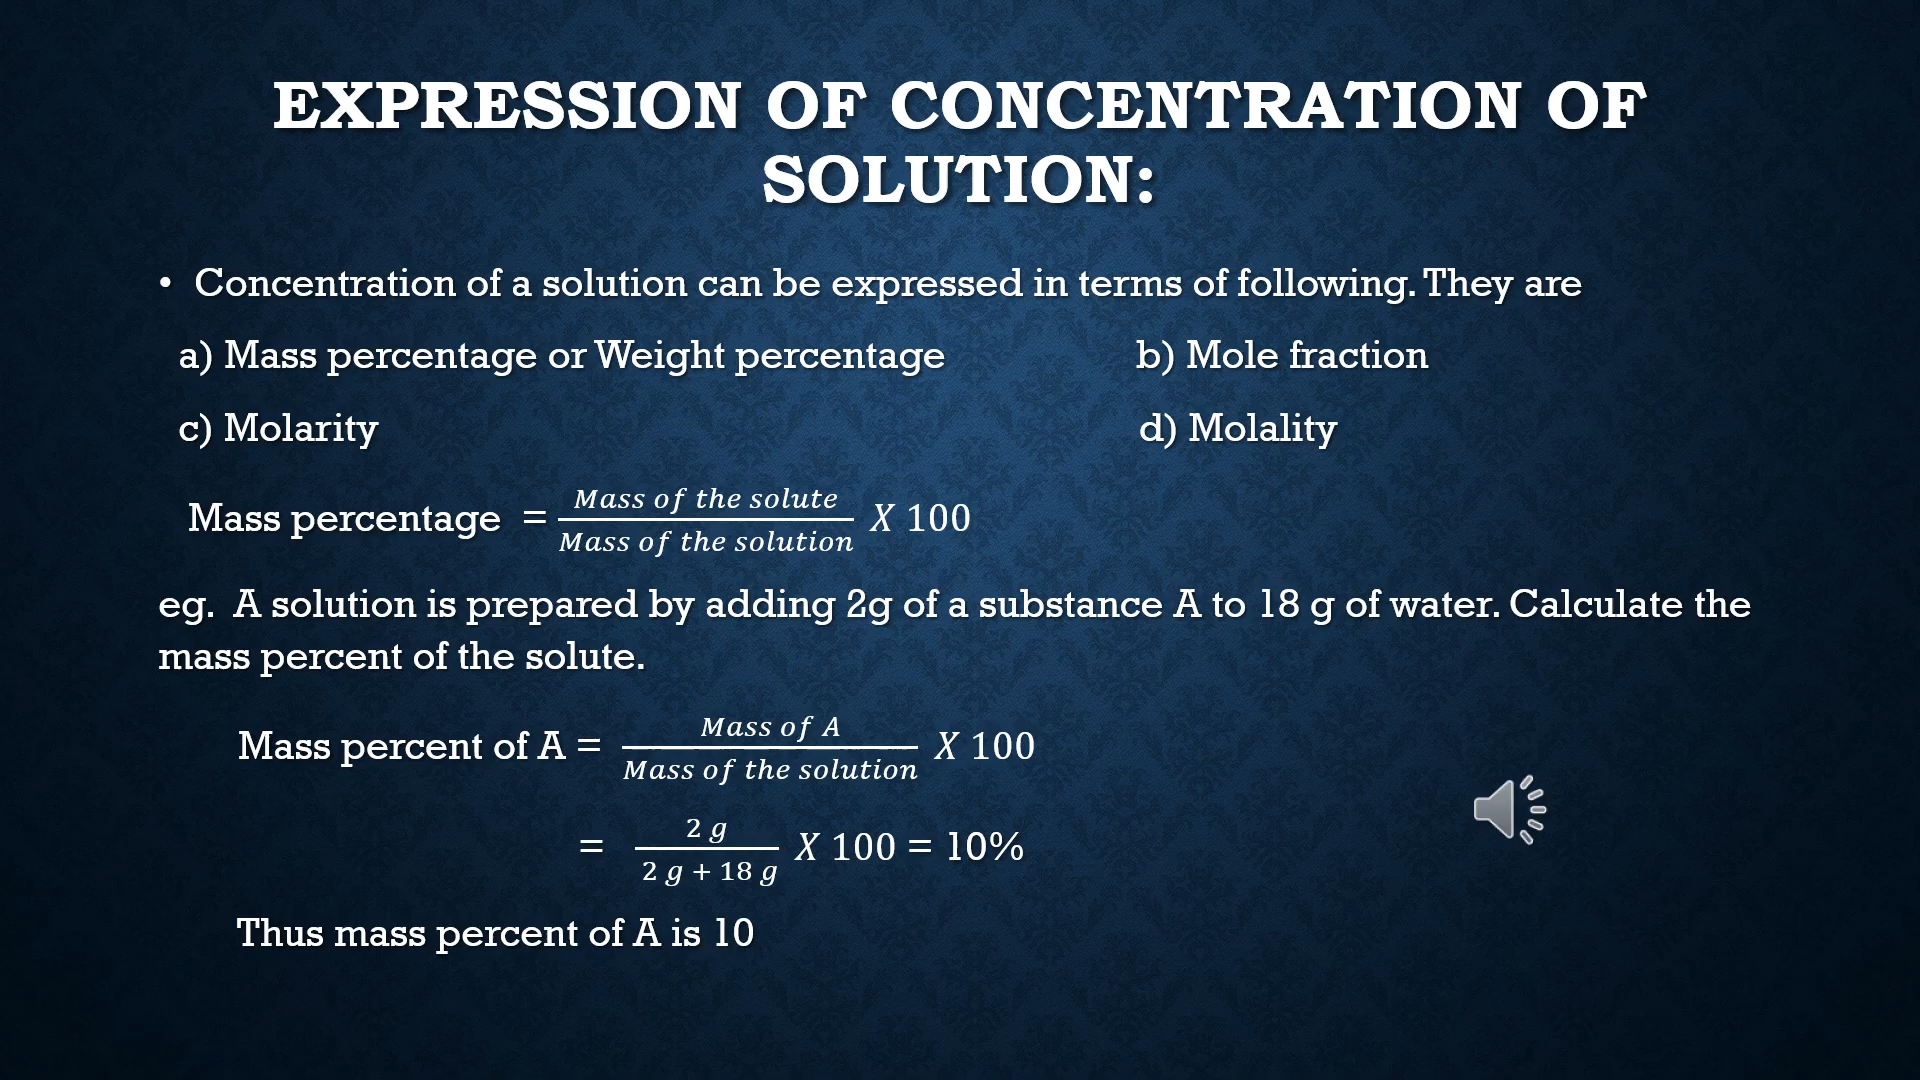 EXPRESSION OF CONCENTRATION OF
SOLUTION:
• Concentration of a solution can be expressed in terms of following. They are
a) Mass percentage or Weight percentage b) Mole fraction
c) Molarity d) Molality
Mass percentage = \frac{Mass of the solute}{Mass of the solution} X 100
eg. A solution is prepared by adding 2g of a substance A to 18 g of water. Calculate the
mass percent of the solute.
Mass percent of A = \frac{Mass of A}{Mass of the solution} X 100
= \frac{2 g}{2 g + 18 g} X 100 = 10%
Thus mass percent of A is 10